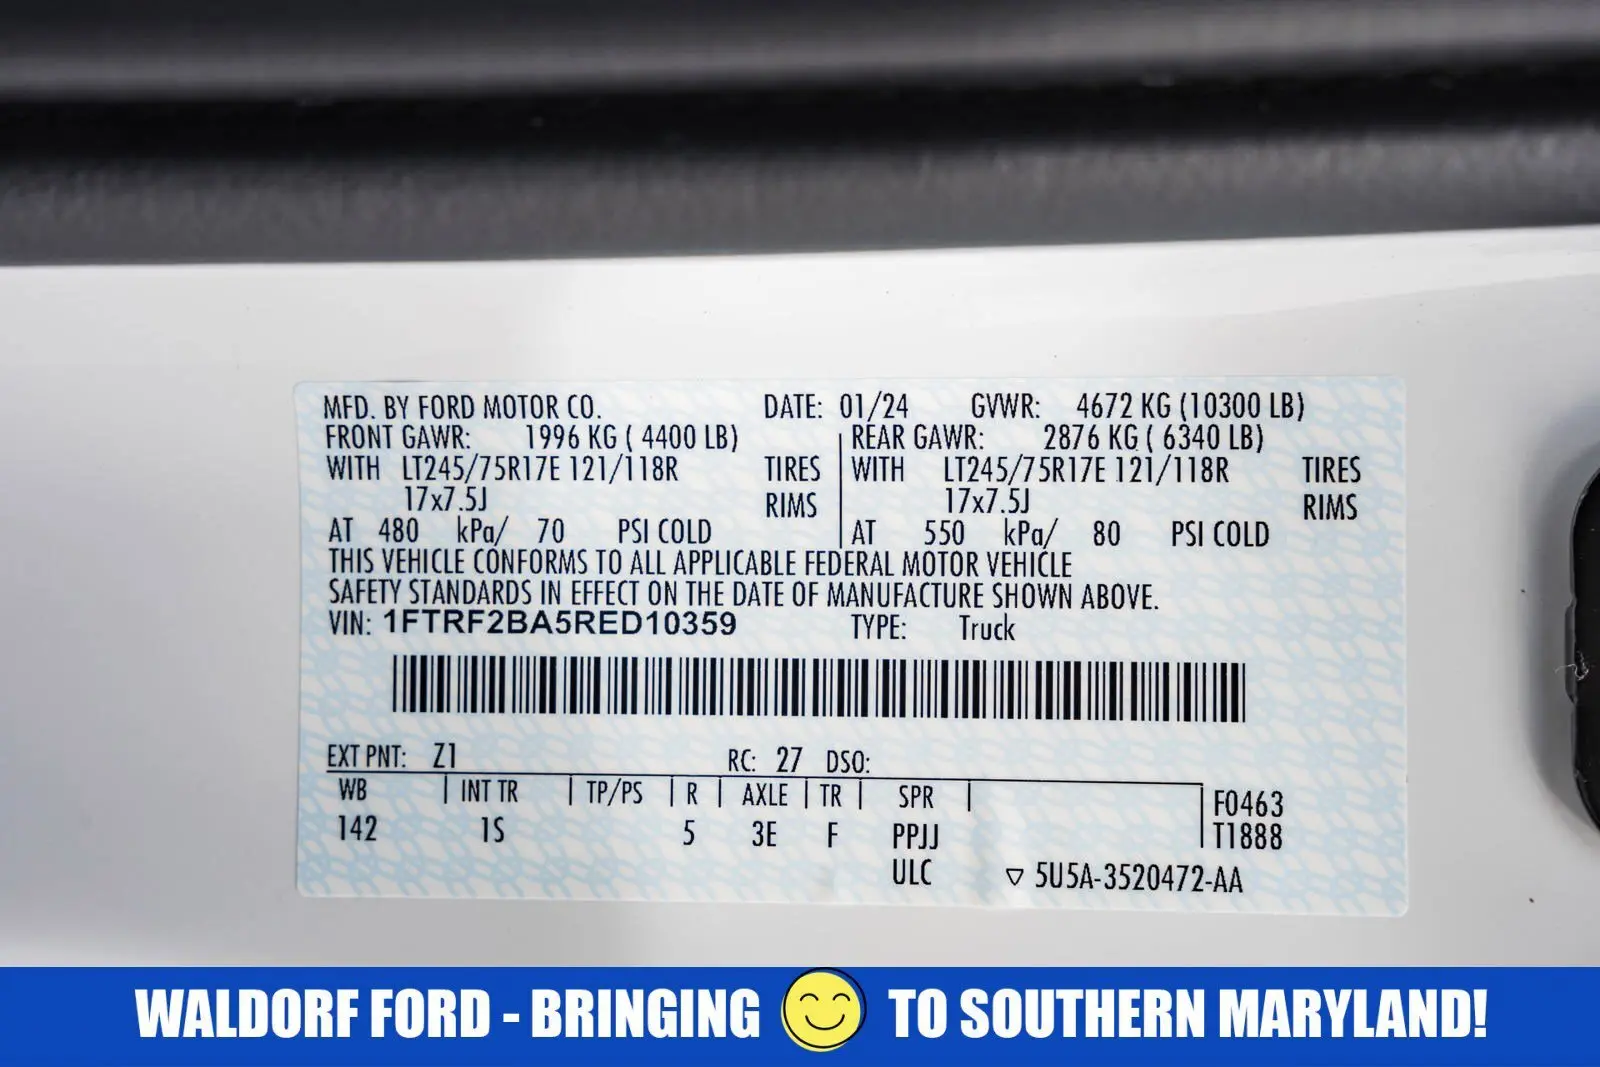 MFD. BY FORD MOTOR CO. DATE: 01/24 GVWR: 4672 KG (10300 LB)
FRONT GAWR: 1996 KG ( 4400 LB) REAR GAWR: 2876 KG ( 6340 LB)
WITH LT245/75R17E 121/118R TIRES WITH LT245/75R17E 121/118R TIRES
17x7.5J RIMS 17x7.5J RIMS
AT 480 kPa/ 70 PSI COLD AT 550 kPa/ 80 PSI COLD
THIS VEHICLE CONFORMS TO ALL APPLICABLE FEDERAL MOTOR VEHICLE
SAFETY STANDARDS IN EFFECT ON THE DATE OF MANUFACTURE SHOWN ABOVE.
VIN: 1FTRF2BA5RED10359 TYPE: Truck
EXT PNT: Z1 RC: 27 DSO:
WB INT TR TP/PS R AXLE TR SPR F0463
142 1S 5 3E F PPJJ T1888
ULC ▽ 5U5A-3520472-AA
WALDORF FORD - BRINGING TO SOUTHERN MARYLAND!